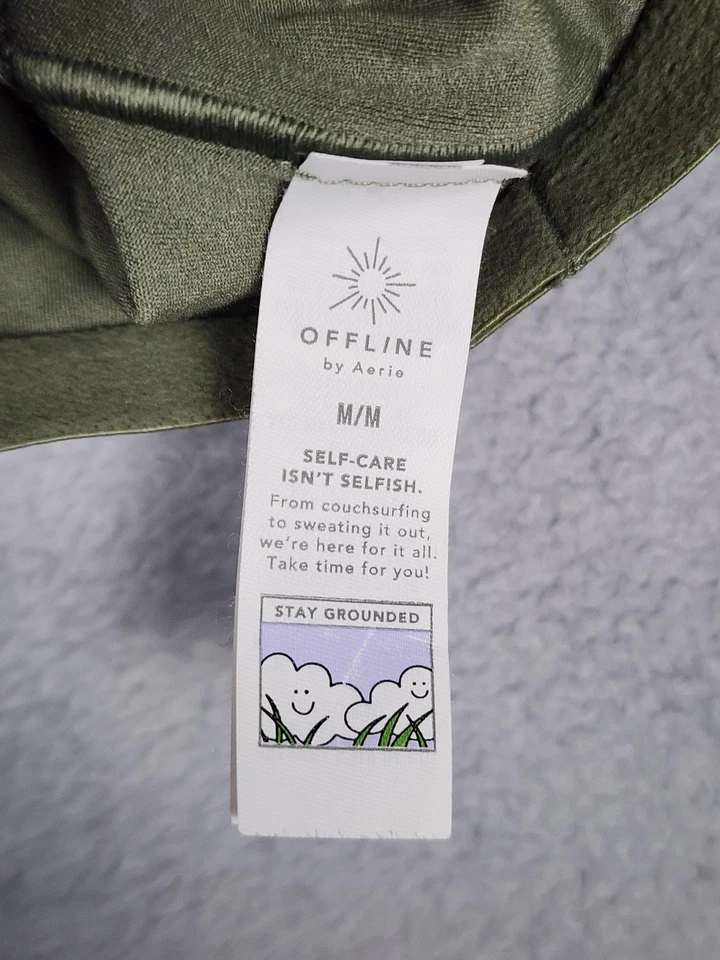 OFFLINE
by Aerie
M/M
SELF-CARE
ISN'T SELFISH.
From couchsurfing
to sweating it out,
we're here for it all.
Take time for you!
STAY GROUNDED